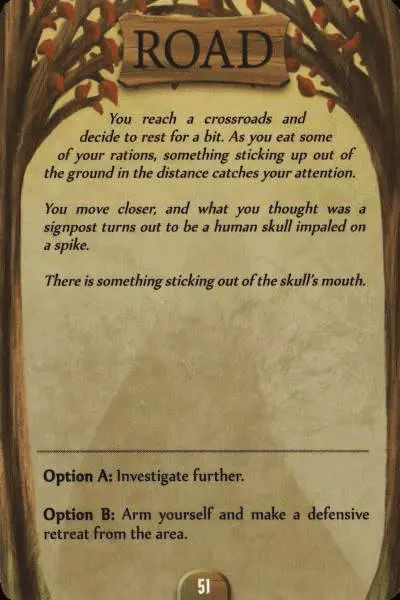 ROAD
You reach a crossroads and
decide to rest for a bit. As you eat some
of your rations, something sticking up out of
the ground in the distance catches your attention.
You move closer, and what you thought was a
signpost turns out to be a human skull impaled on
a spike.
There is something sticking out of the skull's mouth.
Option A: Investigate further.
Option B: Arm yourself and make a defensive
retreat from the area.
51